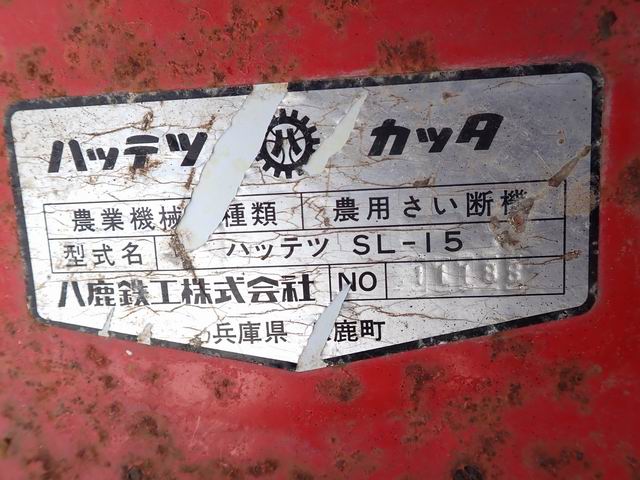 ハッテツ 八 カッタ
農業機械 種類 農用さい断機
型式名 ハッテツ SL-15
八鹿鉄工株式会社 NO
兵庫県 鹿町